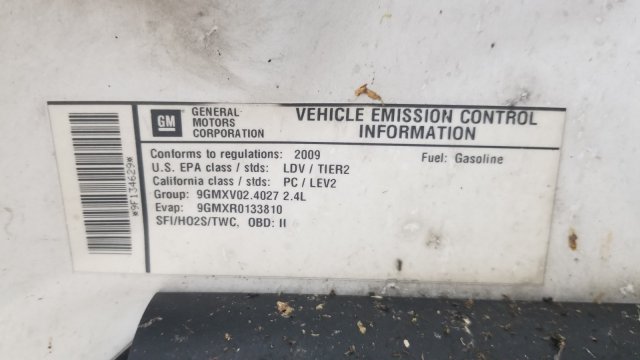 *9F134629*
GM
GENERAL
MOTORS
CORPORATION
VEHICLE EMISSION CONTROL
INFORMATION
Conforms to regulations: 2009
Fuel: Gasoline
U.S. EPA class / stds: LDV / TIER2
California class / stds: PC / LEV2
Group: 9GMXV02.4027 2.4L
Evap: 9GMXR0133810
SFI/HO2S/TWC. OBD: II